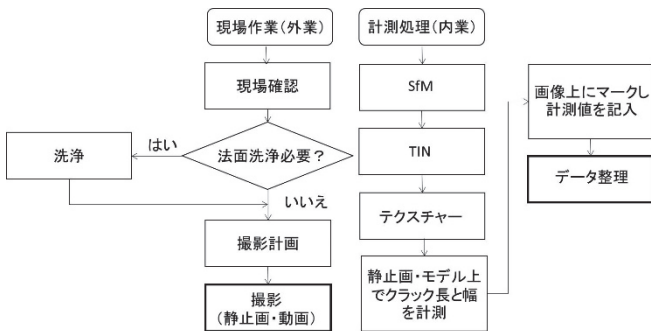 現場作業(外業)
現場確認
法面洗浄必要？
はい
洗浄
いいえ
撮影計画
撮影
(静止画・動画)
計測処理(内業)
SfM
TIN
テクスチャー
静止画・モデル上
でクラック長と幅
を計測
画像上にマークし
計測値を記入
データ整理